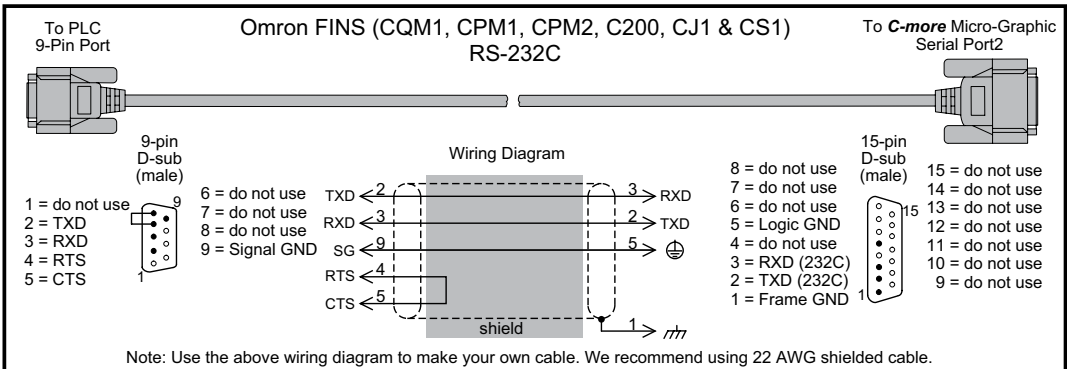 To PLC
9-Pin Port
Omron FINS (CQM1, CPM1, CPM2, C200, CJ1 & CS1)
RS-232C
To C-more Micro-Graphic
Serial Port2
9-pin
D-sub
(male)
1 = do not use
2 = TXD
3 = RXD
4 = RTS
5 = CTS
9
1
6 = do not use
7 = do not use
8 = do not use
9 = Signal GND
Wiring Diagram
TXD 2 3 RXD
RXD 3 2 TXD
SG 9 5
RTS 4
CTS 5
shield 1
8 = do not use
7 = do not use
6 = do not use
5 = Logic GND
4 = do not use
3 = RXD (232C)
2 = TXD (232C)
1 = Frame GND
15-pin
D-sub
(male)
15
1
15 = do not use
14 = do not use
13 = do not use
12 = do not use
11 = do not use
10 = do not use
9 = do not use
Note: Use the above wiring diagram to make your own cable. We recommend using 22 AWG shielded cable.